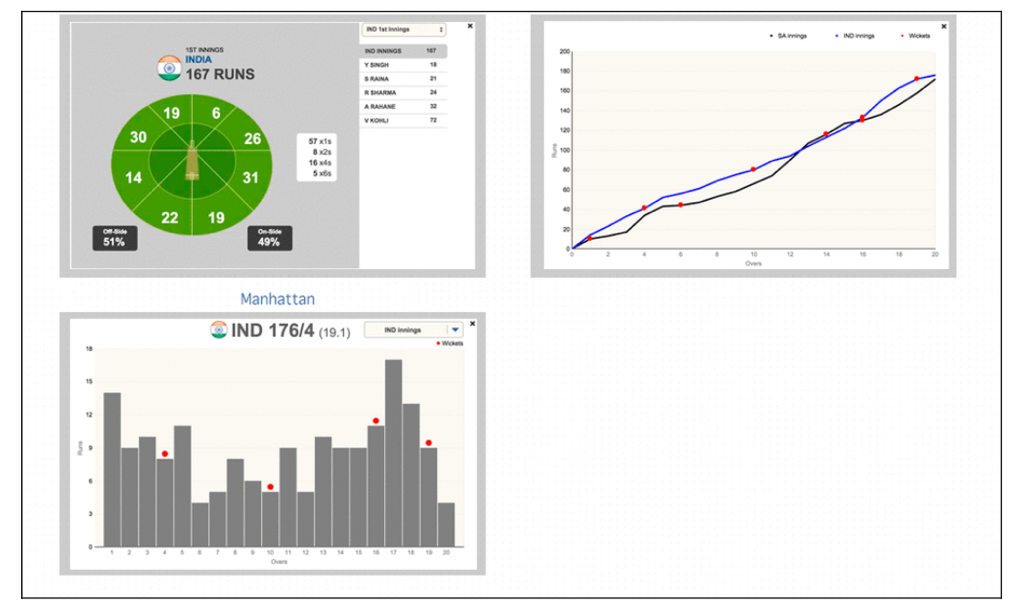 1ST INNINGS
INDIA
167 RUNS
19
6
30
26
14
31
22
19
57 x1s
8 x2s
16 x4s
5 x6s
Off-Side
51%
On-Side
49%
IND 1st Innings
IND INNINGS 167
Y SINGH 18
S RAINA 21
R SHARMA 24
A RAHANE 32
V KOHLI 72
SA innings IND innings Wickets
200
180
160
140
120
100
80
60
40
20
0
Runs
0 2 4 6 8 10 12 14 16 18 20
Overs
Manhattan
IND 176/4 (19.1)
IND innings
Wickets
18
15
12
9
6
3
0
Runs
1 2 3 4 5 6 7 8 9 10 11 12 13 14 15 16 17 18 19 20
Overs